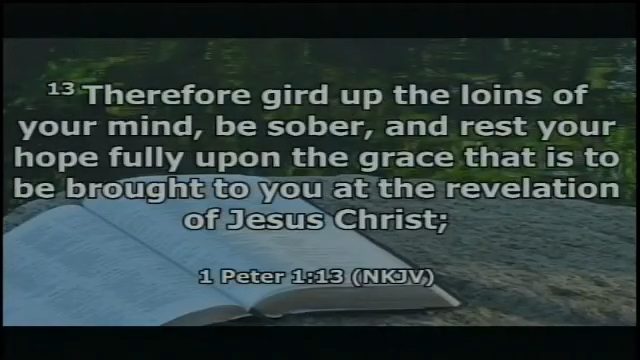 13 Therefore gird up the loins of
your mind, be sober, and rest your
hope fully upon the grace that is to
be brought to you at the revelation
of Jesus Christ;
1 Peter 1:13 (NKJV)